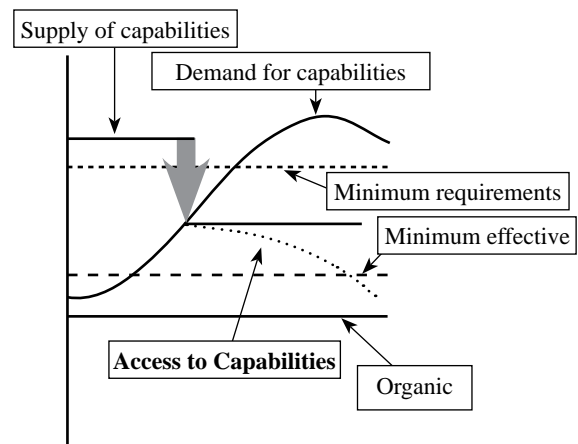 Supply of capabilities
Demand for capabilities
Minimum requirements
Minimum effective
Access to Capabilities
Organic